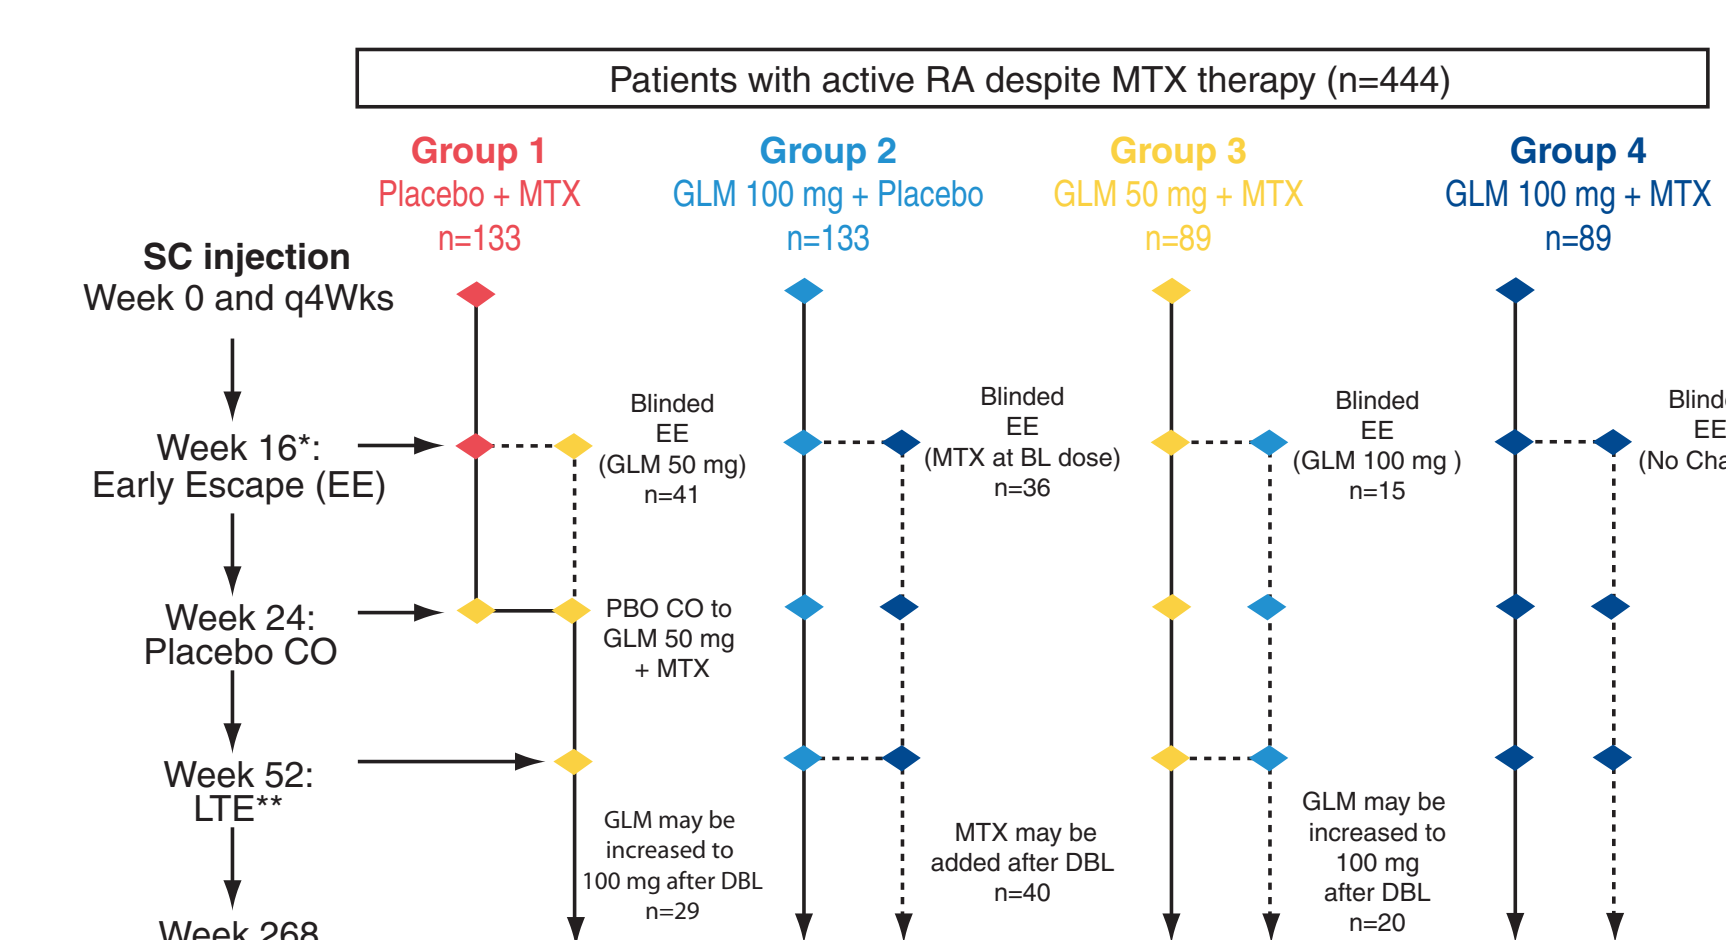 Patients with active RA despite MTX therapy (n=444)
Group 1
Placebo + MTX
n=133
Group 2
GLM 100 mg + Placebo
n=133
Group 3
GLM 50 mg + MTX
n=89
Group 4
GLM 100 mg + MTX
n=89
SC injection
Week 0 and q4Wks
Week 16*:
Early Escape (EE)
Blinded
EE
(GLM 50 mg)
n=41
Blinded
EE
(MTX at BL dose)
n=36
Blinded
EE
(GLM 100 mg )
n=15
EE
(No
Week 24:
Placebo CO
PBO CO to
GLM 50 mg
+ MTX
Week 52:
LTE**
GLM may be
increased to
100 mg after DBL
n=29
MTX may be
added after DBL
n=40
GLM may be
increased to
100 mg
after DBL
n=20
Week 268